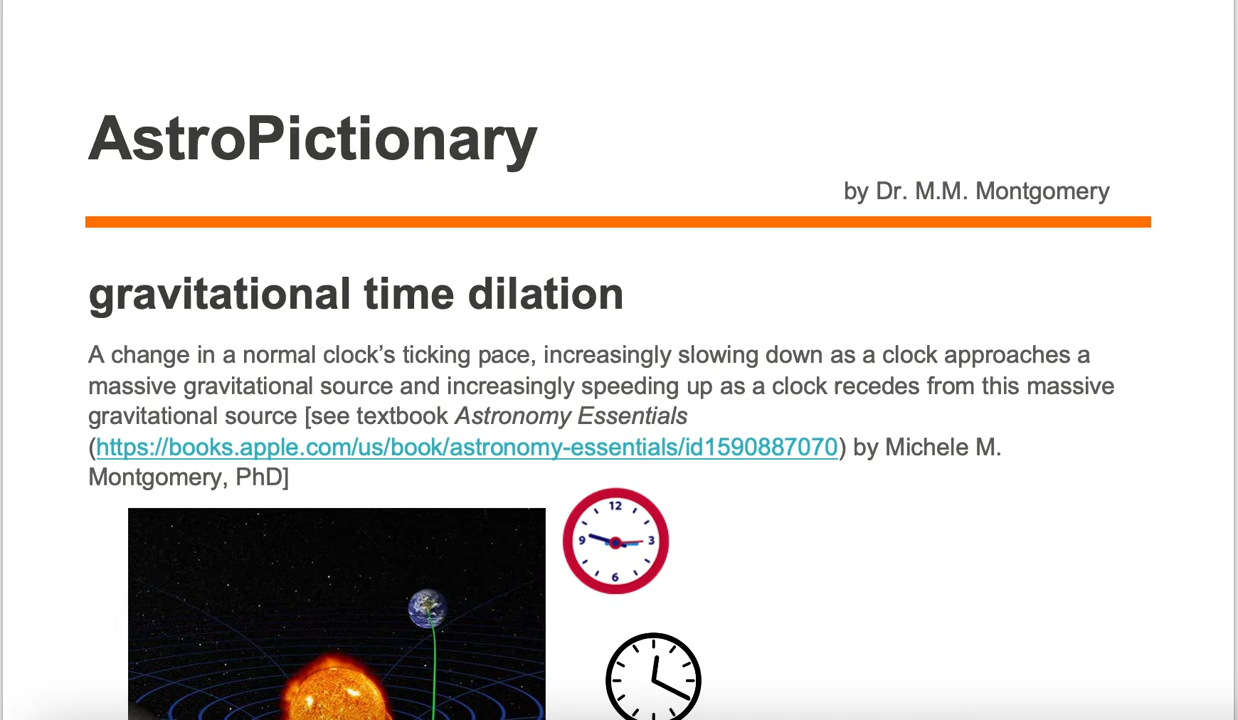 AstroPictionary
by Dr. M.M. Montgomery
gravitational time dilation
A change in a normal clock’s ticking pace, increasingly slowing down as a clock approaches a
massive gravitational source and increasingly speeding up as a clock recedes from this massive
gravitational source [see textbook Astronomy Essentials
(https://books.apple.com/us/book/astronomy-essentials/id1590887070) by Michele M.
Montgomery, PhD]
12
9 3
6